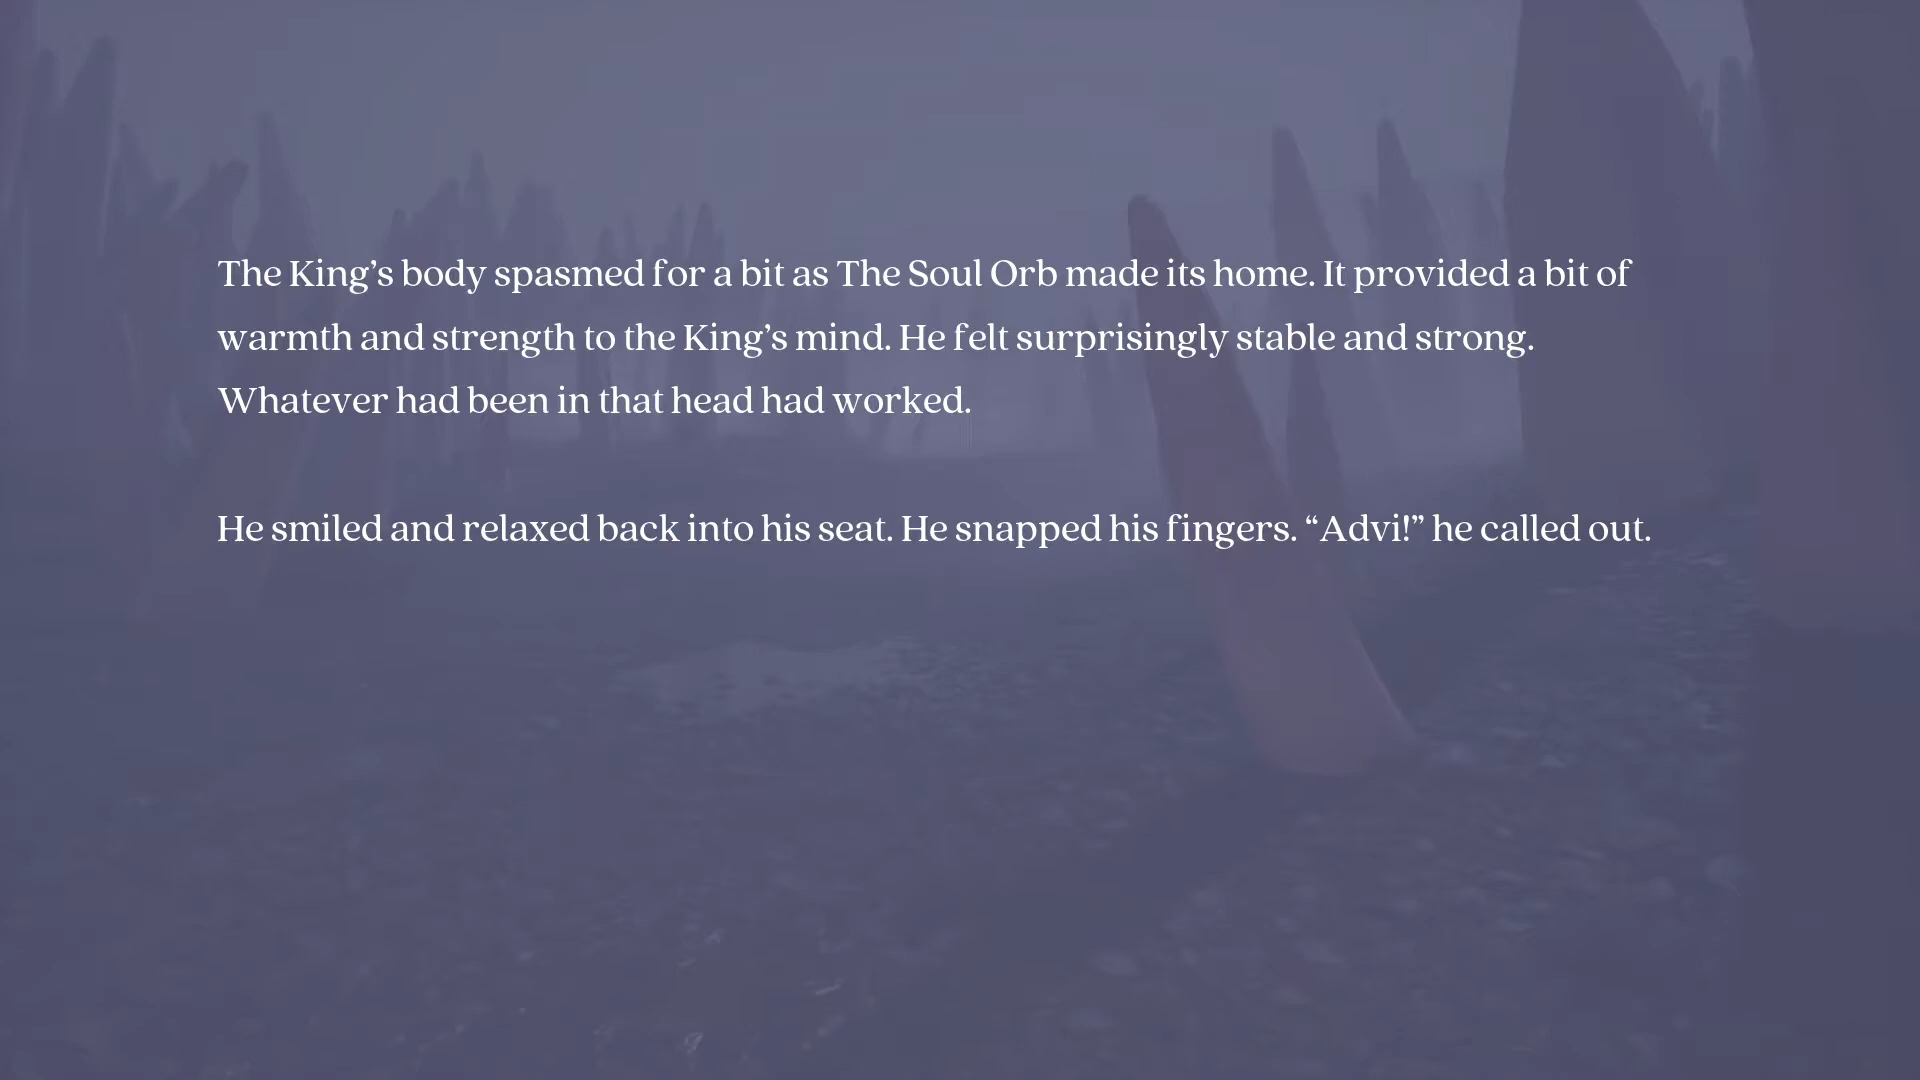 The King’s body spasmed for a bit as The Soul Orb made its home. It provided a bit of
warmth and strength to the King’s mind. He felt surprisingly stable and strong.
Whatever had been in that head had worked.
He smiled and relaxed back into his seat. He snapped his fingers. “Advi!” he called out.